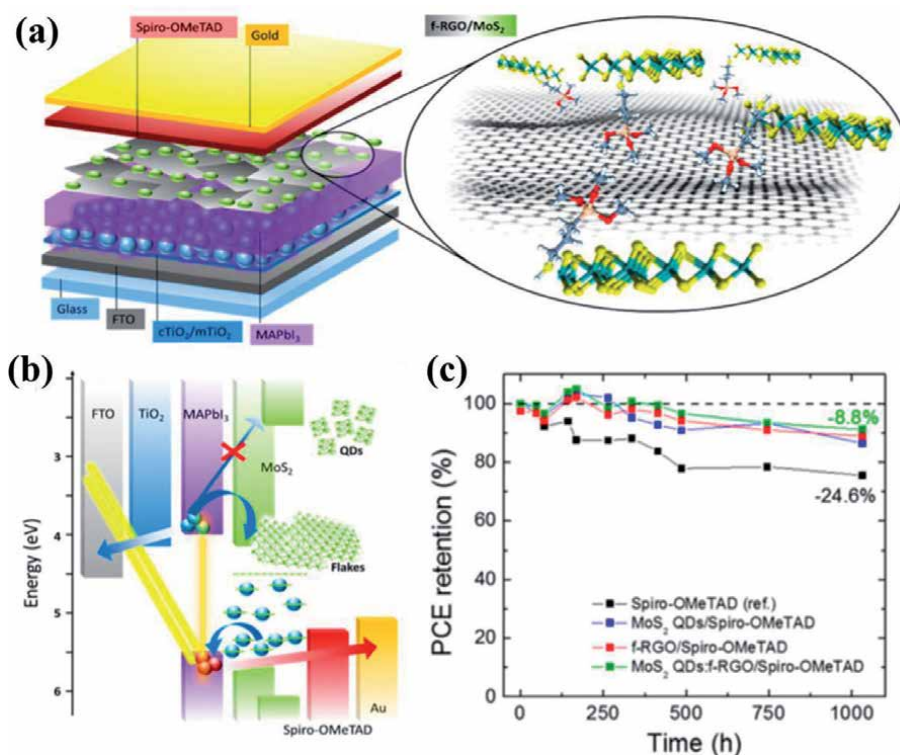 (a)
Spiro-OMeTAD
Gold
f-RGO/MoS₂
Glass
FTO
cTiO₂/mTiO₂
MAPbI₃
(b)
FTO
TiO₂
MAPbI₃
MoS₂
QDs
Flakes
3
4
5
6
Energy (eV)
Spiro-OMeTAD
Au
(c)
100
80
60
40
20
0
PCE retention (%)
-8.8%
-24.6%
Spiro-OMeTAD (ref.)
MoS₂ QDs/Spiro-OMeTAD
f-RGO/Spiro-OMeTAD
MoS₂ QDs:f-RGO/Spiro-OMeTAD
0 250 500 750 1000
Time (h)